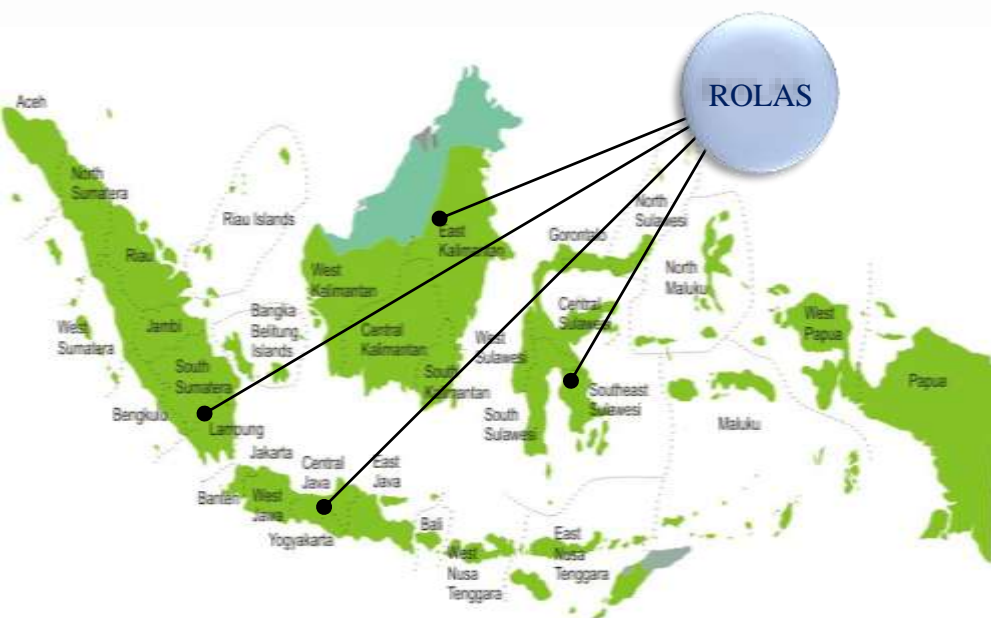 ROLAS
Aceh
North
Sumatera
Riau Islands
Riau
West
Sumatera
Jambi
Bangka
Belitung
Islands
South
Sumatera
Bengkulu
Lampung
West
Kalimantan
East
Kalimantan
Central
Kalimantan
South
Kalimantan
North
Sulawesi
Gorontalo
Central
Sulawesi
West
Sulawesi
South
Sulawesi
Southeast
Sulawesi
North
Maluku
Maluku
West
Papua
Papua
Jakarta
Banten
West
Jawa
Central
Java
East
Java
Yogyakarta
Bali
West
Nusa
Tenggara
East
Nusa
Tenggara